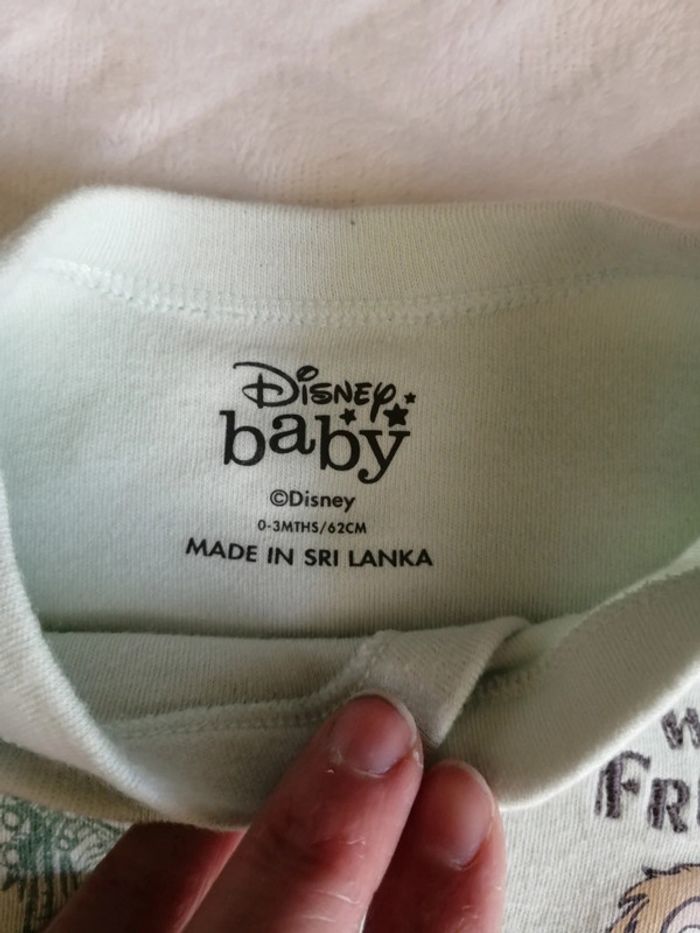 Disney
baby
©Disney
0-3MTHS/62CM
MADE IN SRI LANKA